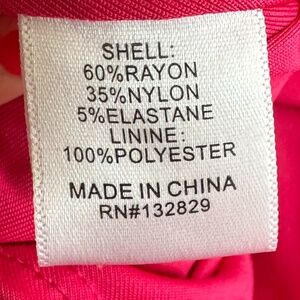 SHELL:
60%RAYON
35%NYLON
5%ELASTANE
LININE:
100%POLYESTER
MADE IN CHINA
RN#132829